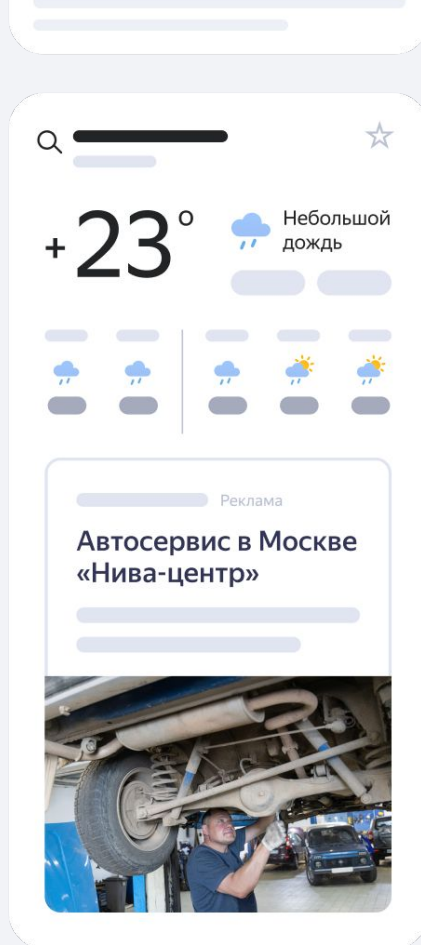 +23°
Небольшой
дождь
Реклама
Автосервис в Москве
«Нива-центр»